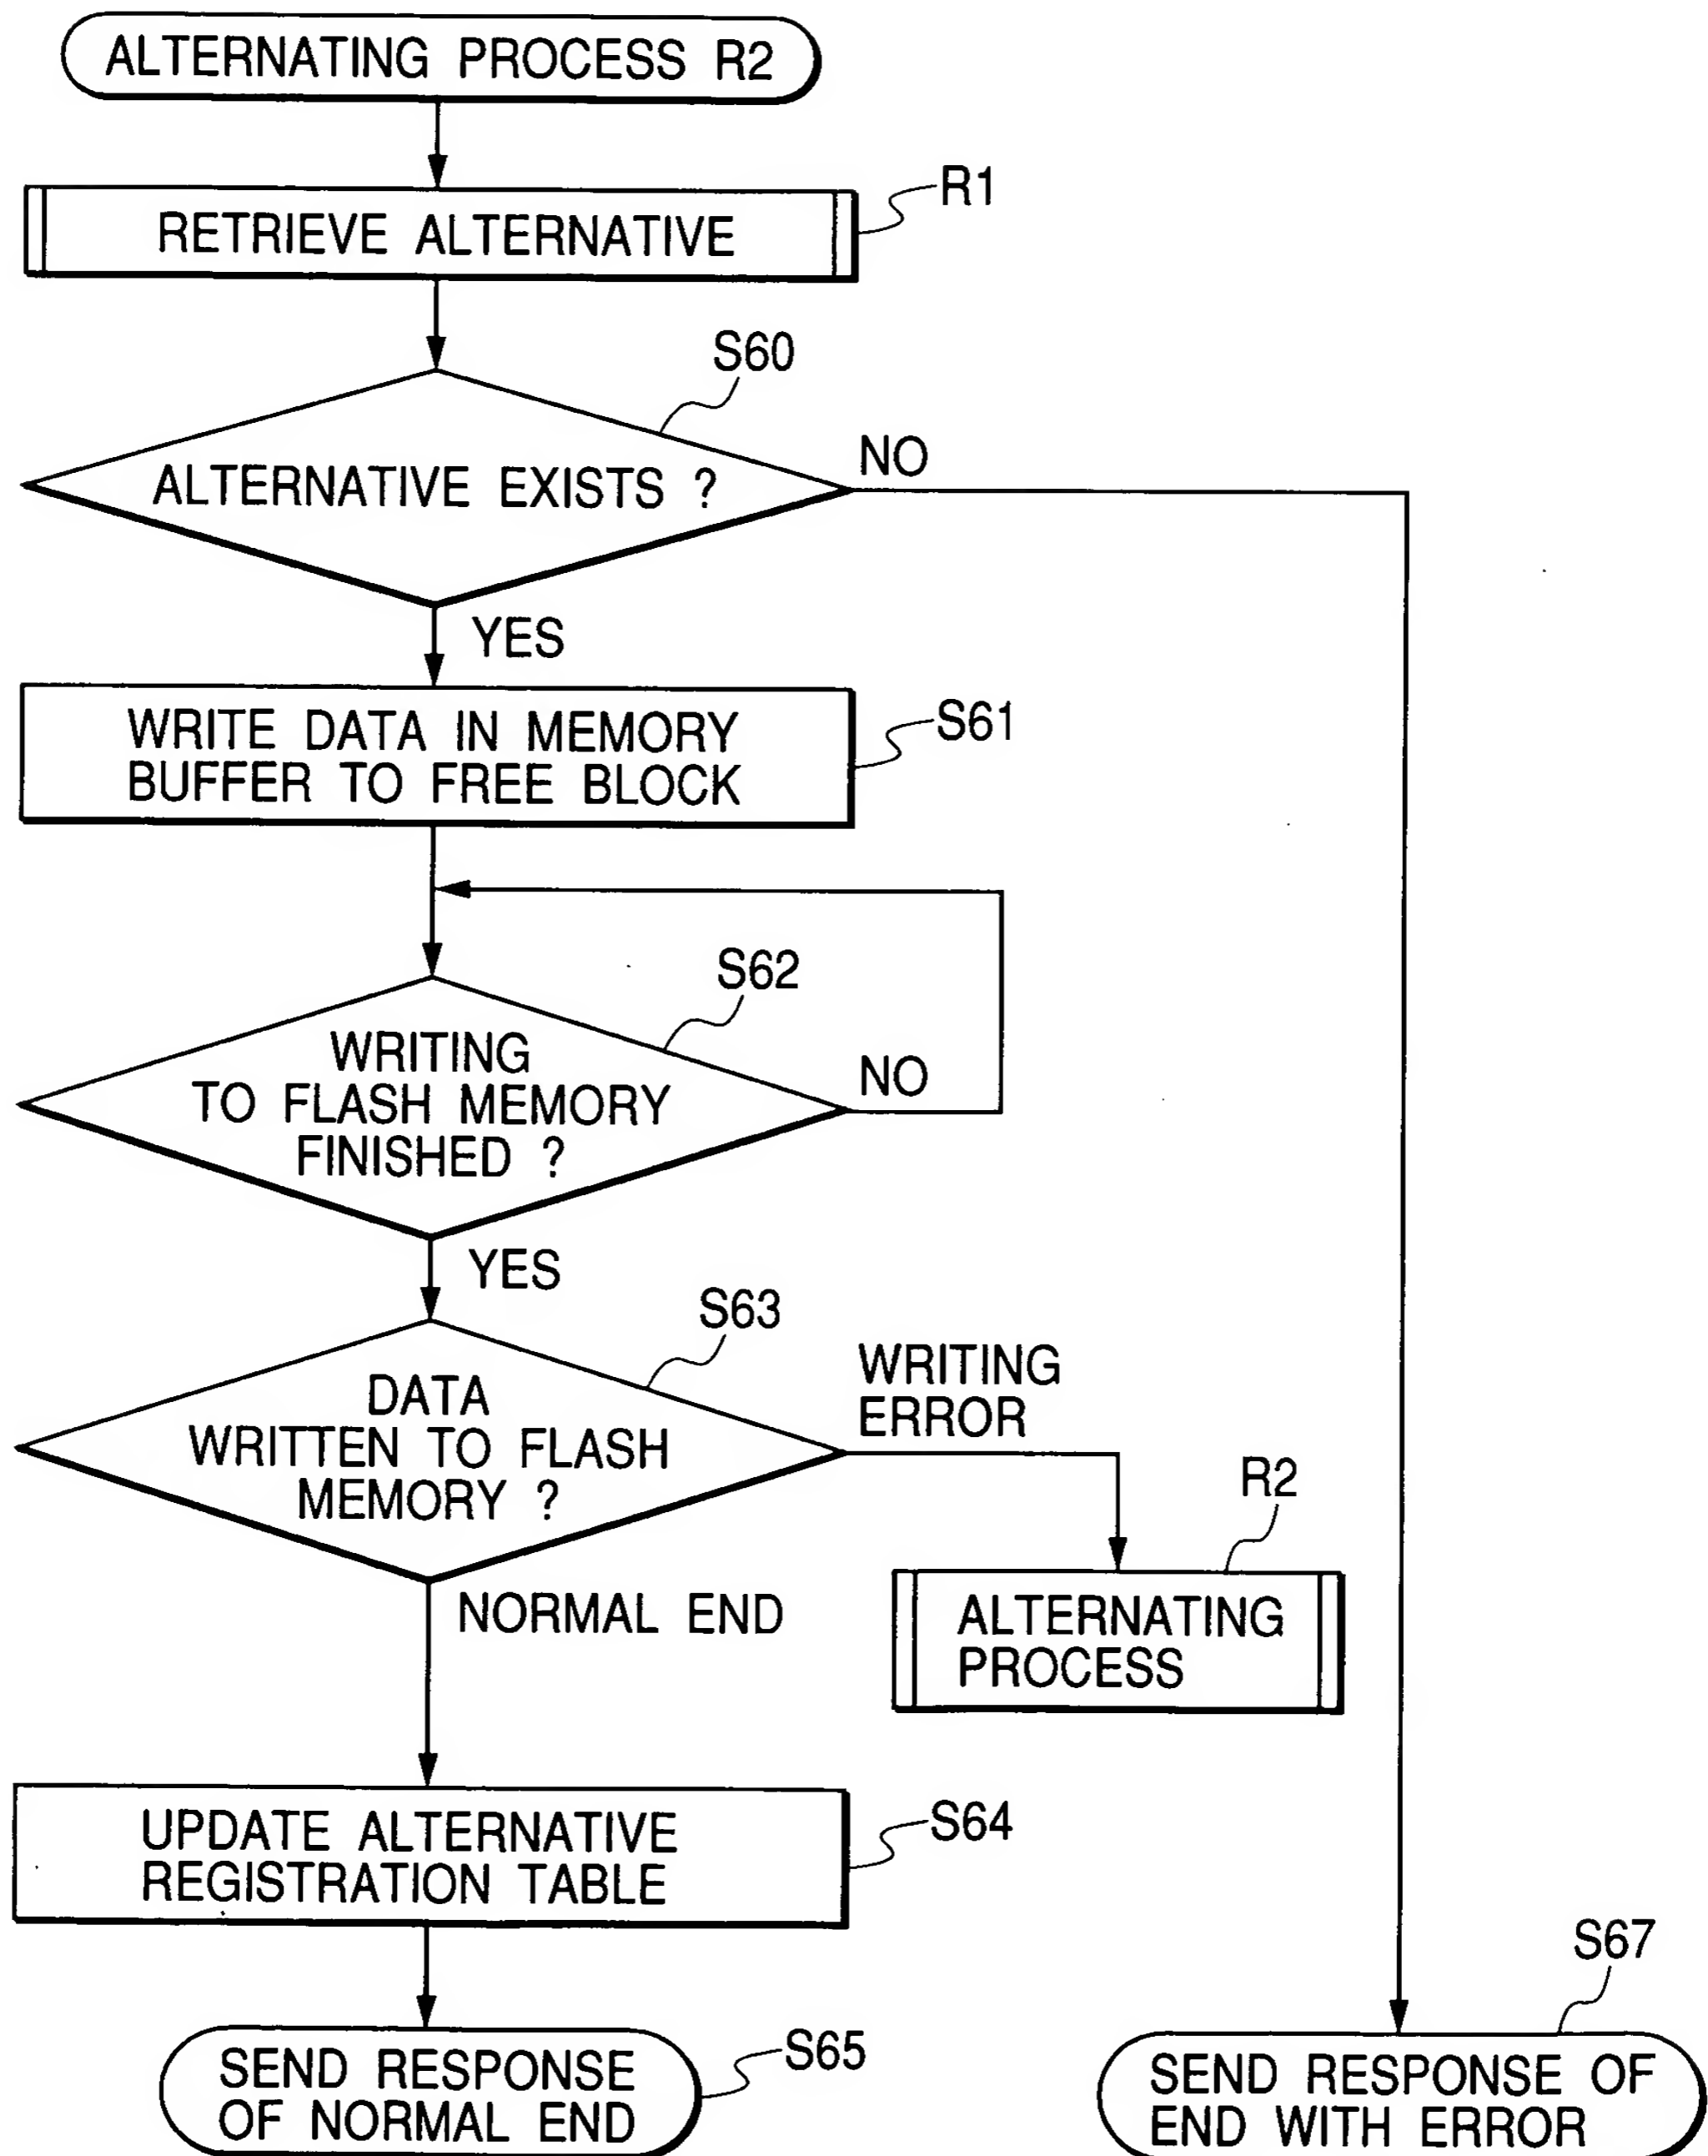 ALTERNATING PROCESS R2
R1
RETRIEVE ALTERNATIVE
S60
ALTERNATIVE EXISTS ?
NO
YES
WRITE DATA IN MEMORY
BUFFER TO FREE BLOCK
S61
S62
WRITING
TO FLASH MEMORY
FINISHED ?
NO
YES
S63
DATA
WRITTEN TO FLASH
MEMORY ?
WRITING
ERROR
R2
ALTERNATING
PROCESS
NORMAL END
UPDATE ALTERNATIVE
REGISTRATION TABLE
S64
SEND RESPONSE
OF NORMAL END
S65
S67
SEND RESPONSE OF
END WITH ERROR